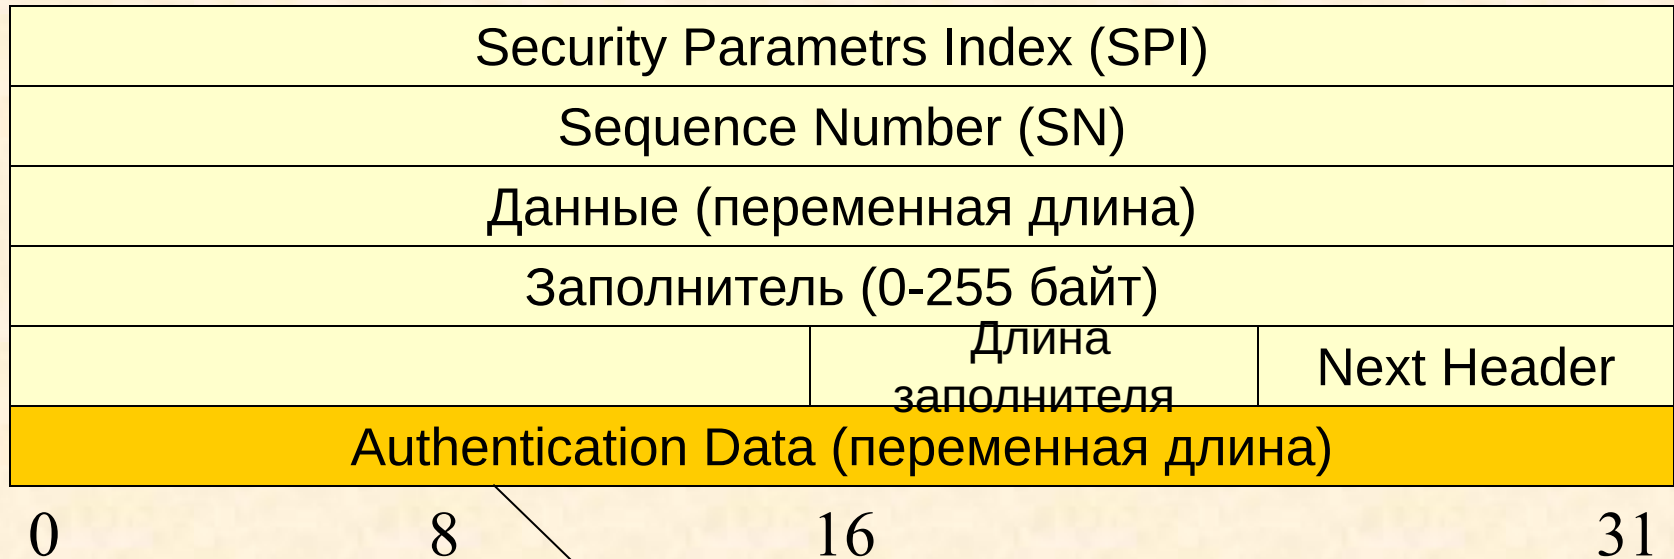 Security Parametrs Index (SPI)
Sequence Number (SN)
Данные (переменная длина)
Заполнитель (0-255 байт)
Длина
заполнителя
Next Header
Authentication Data (переменная длина)
0 8 16 31